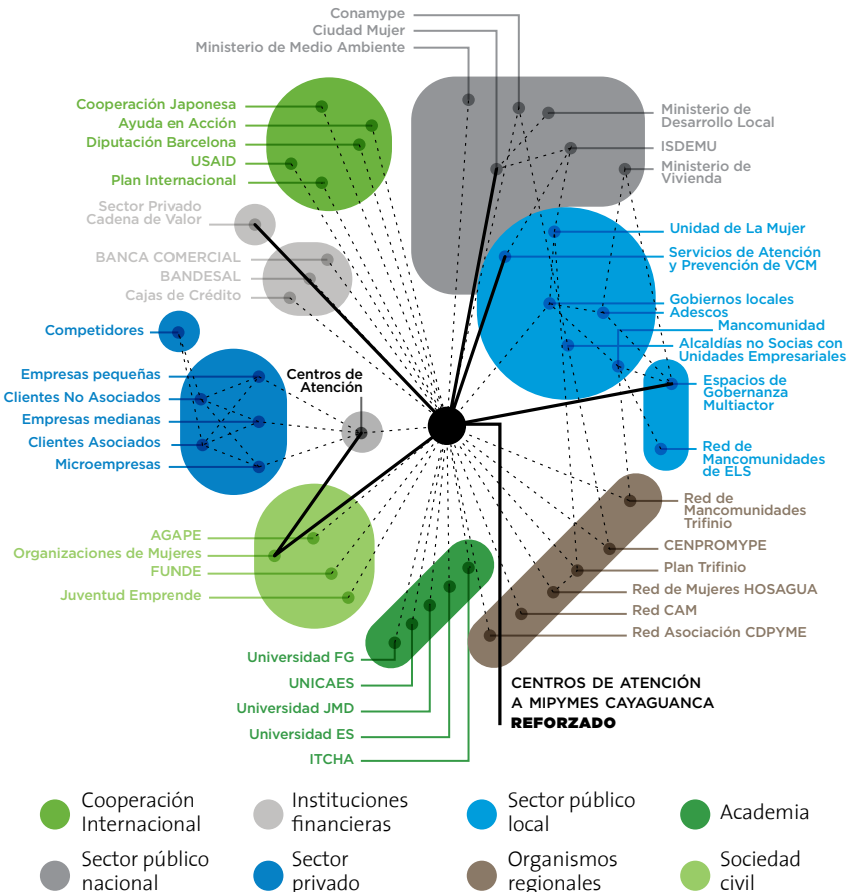 Conamype
Ciudad Mujer
Ministerio de Medio Ambiente
Cooperación Japonesa
Ayuda en Acción
Diputación Barcelona
USAID
Plan Internacional
Sector Privado
Cadena de Valor
BANCA COMERCIAL
BANDESAL
Cajas de Crédito
Competidores
Empresas pequeñas
Clientes No Asociados
Empresas medianas
Clientes Asociados
Microempresas
Centros de
Atención
AGAPE
Organizaciones de Mujeres
FUNDE
Juventud Emprende
Universidad FG
UNICAES
Universidad JMD
Universidad ES
ITCHA
Ministerio de
Desarrollo Local
ISDEMU
Ministerio de
Vivienda
Unidad de La Mujer
Servicios de Atención
y Prevención de VCM
Gobiernos locales
Adescos
Mancomunidad
Alcaldías no Socias con
Unidades Empresariales
Espacios de
Gobernanza
Multiactor
Red de
Mancomunidades
de ELS
Red de
Mancomunidades
Trifinio
CENPROMYPE
Plan Trifinio
Red de Mujeres HOSAGUA
Red CAM
Red Asociación CDPYME
CENTROS DE ATENCIÓN
A MIPYMES CAYAGUANCA
REFORZADO
Cooperación
Internacional
Instituciones
financieras
Sector público
local
Academia
Sector público
nacional
Sector
privado
Organismos
regionales
Sociedad
civil